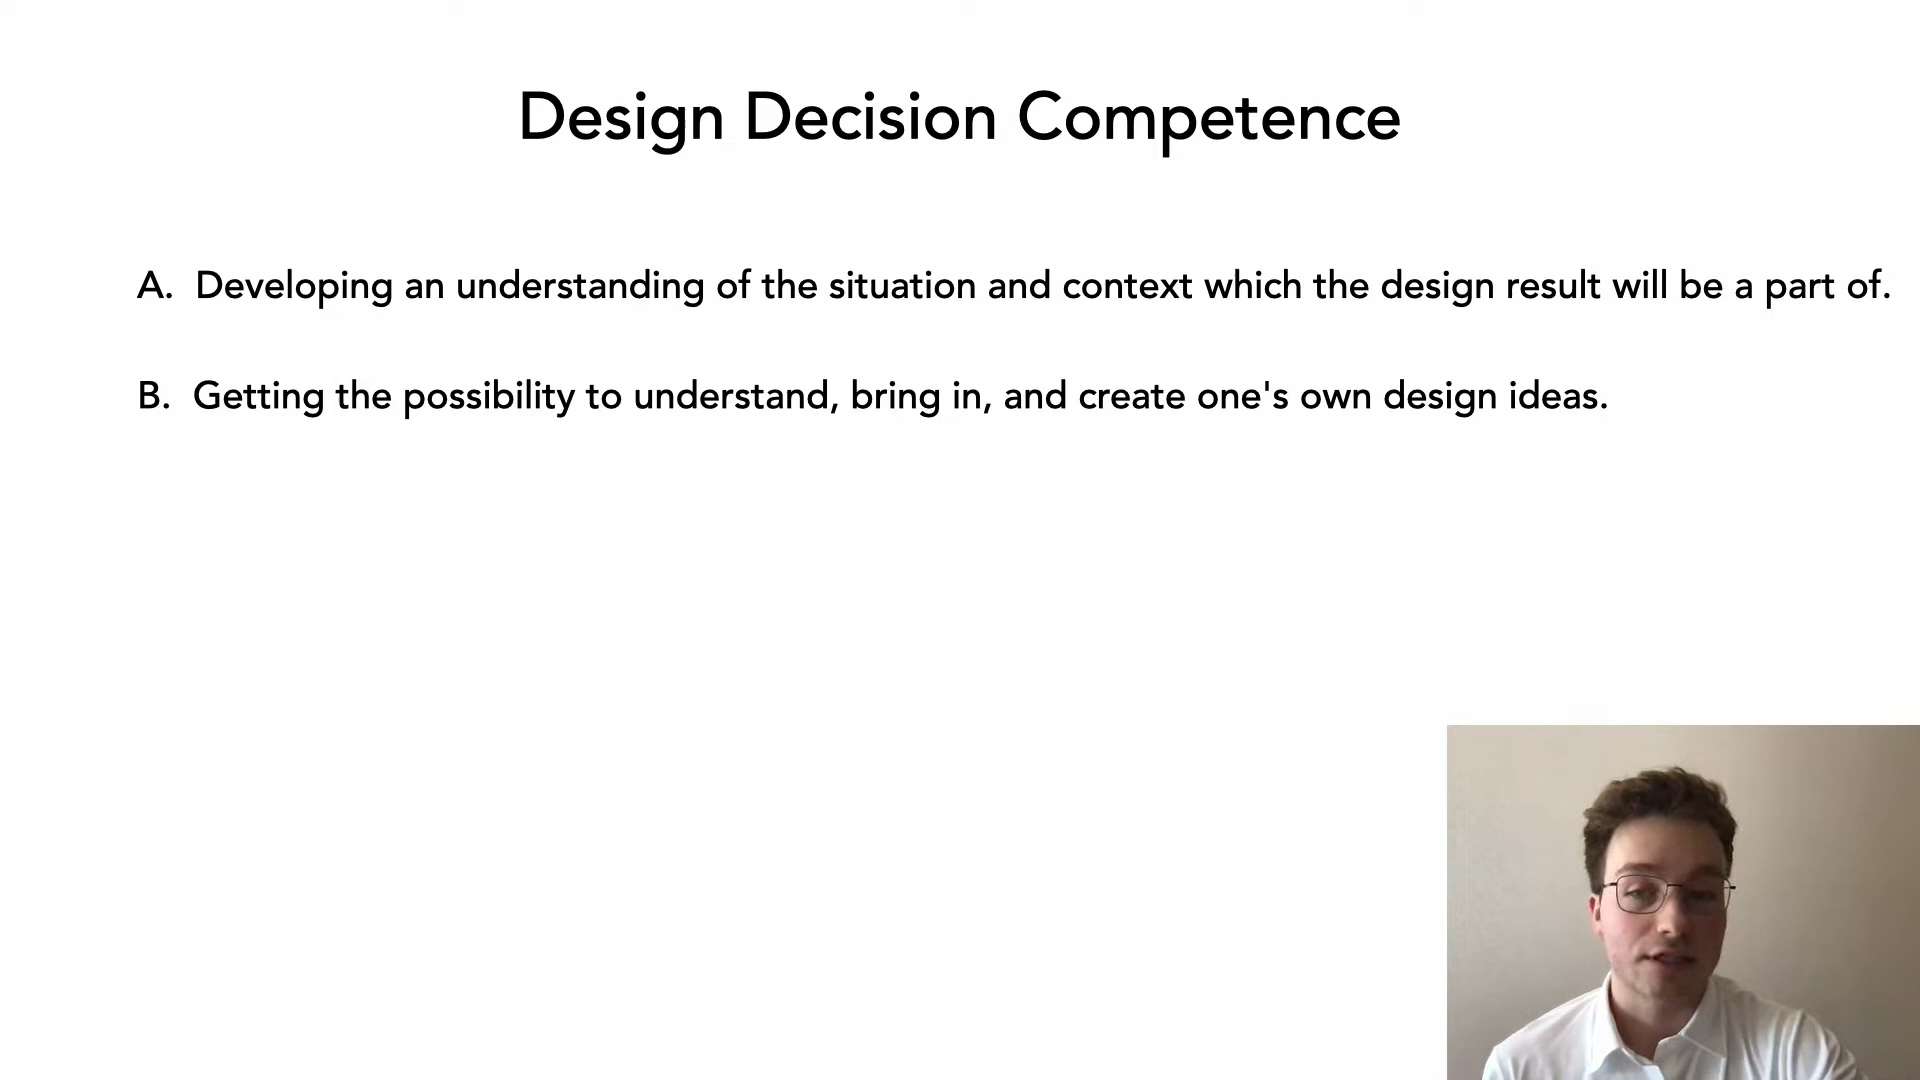 Design Decision Competence
A. Developing an understanding of the situation and context which the design result will be a part of.
B. Getting the possibility to understand, bring in, and create one's own design ideas.